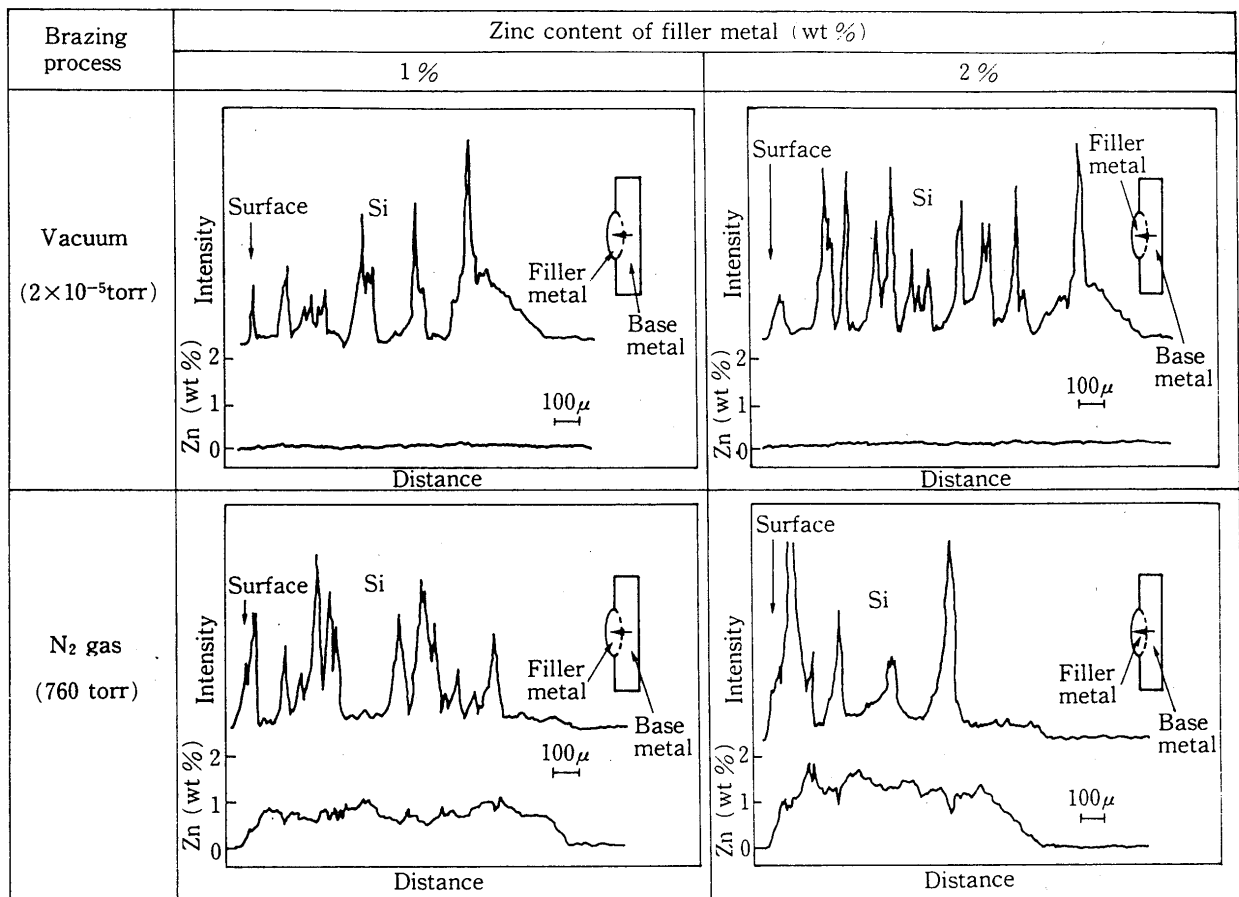 Brazing
process
Zinc content of filler metal (wt %)
1 %
2 %
Vacuum
(2×10⁻⁵torr)
Intensity
Surface
Si
Filler
metal
Base
metal
Zn (wt %)
2
1
0
100μ
Distance
Intensity
Surface
Si
Filler
metal
Base
metal
Zn (wt %)
2
1
0
100μ
Distance
N₂ gas
(760 torr)
Intensity
Surface
Si
Filler
metal
Base
metal
Zn (wt %)
2
1
0
100μ
Distance
Intensity
Surface
Si
Filler
metal
Base
metal
Zn (wt %)
2
1
0
100μ
Distance